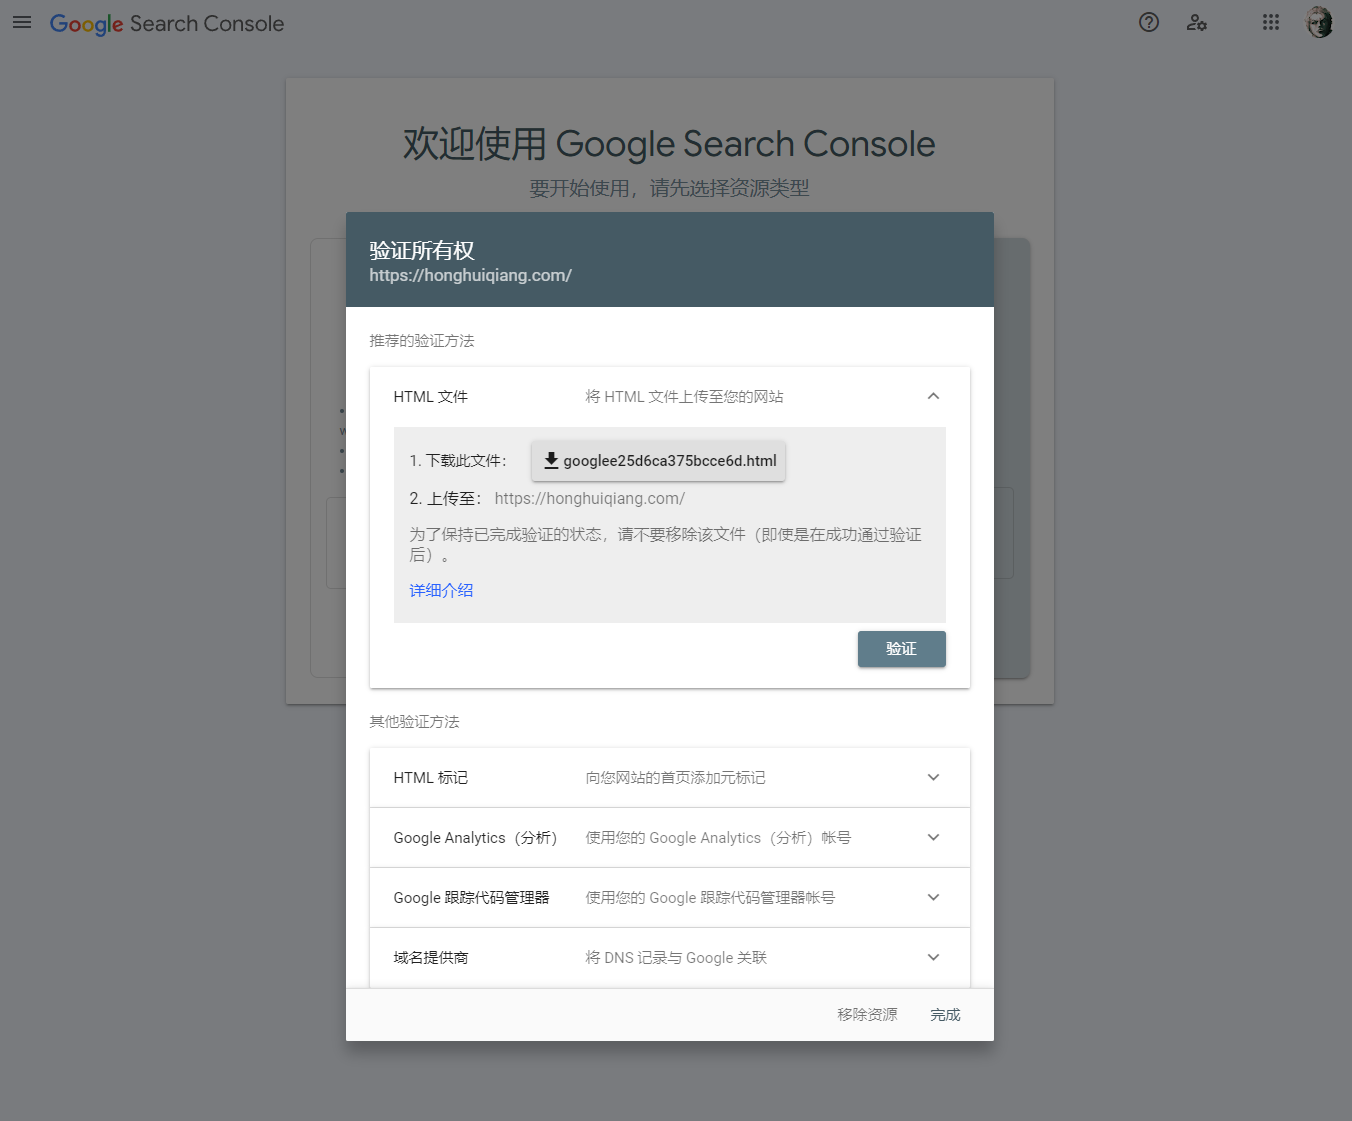 Google Search Console
欢迎使用 Google Search Console
要开始使用，请先选择资源类型
验证所有权
https://honghuiqiang.com/
推荐的验证方法
HTML 文件 将 HTML 文件上传至您的网站
1. 下载此文件： googlee25d6ca375bcce6d.html
2. 上传至： https://honghuiqiang.com/
为了保持已完成验证的状态，请不要移除该文件（即使是在成功通过验证
后）。
详细介绍
验证
其他验证方法
HTML 标记 向您网站的首页添加元标记
Google Analytics（分析） 使用您的 Google Analytics（分析）帐号
Google 跟踪代码管理器 使用您的 Google 跟踪代码管理器帐号
域名提供商 将 DNS 记录与 Google 关联
移除资源 完成